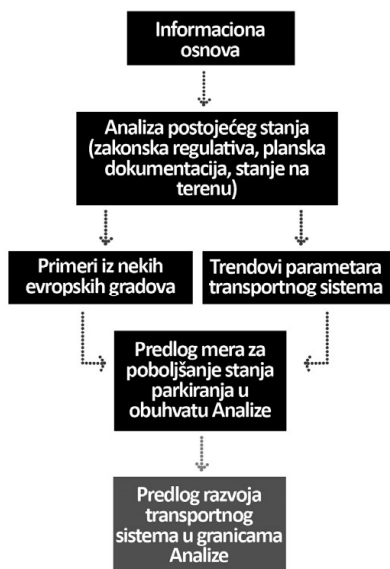 Informaciona
osnova
Analiza postojećeg stanja
(zakonska regulativa, planska
dokumentacija, stanje na
terenu)
Primeri iz nekih
evropskih gradova
Trendovi parametara
transportnog sistema
Predlog mera za
poboljšanje stanja
parkiranja u
obuhvatu Analize
Predlog razvoja
transportnog
sistema u granicama
Analize